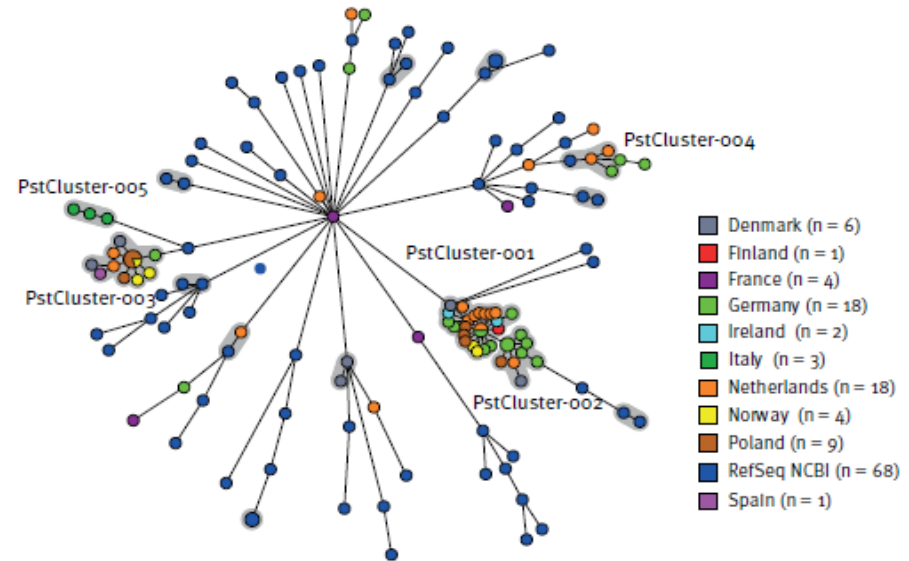 PstCluster-004
PstCluster-005
PstCluster-001
PstCluster-003
PstCluster-002
Denmark (n = 6)
Finland (n = 1)
France (n = 4)
Germany (n = 18)
Ireland (n = 2)
Italy (n = 3)
Netherlands (n = 18)
Norway (n = 4)
Poland (n = 9)
RefSeq NCBI (n = 68)
Spain (n = 1)